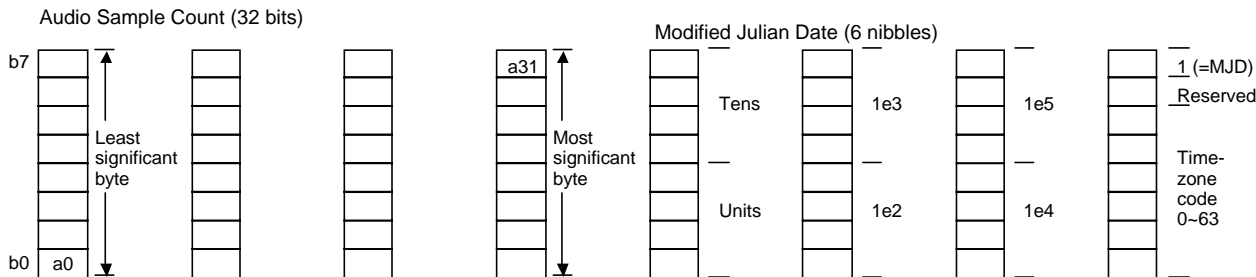 Audio Sample Count (32 bits)
Modified Julian Date (6 nibbles)
b7
a31
1 (=MJD)
Reserved
Tens
1e3
1e5
Least
significant
byte
Most
significant
byte
Time-
zone
code
0~63
Units
1e2
1e4
b0
a0